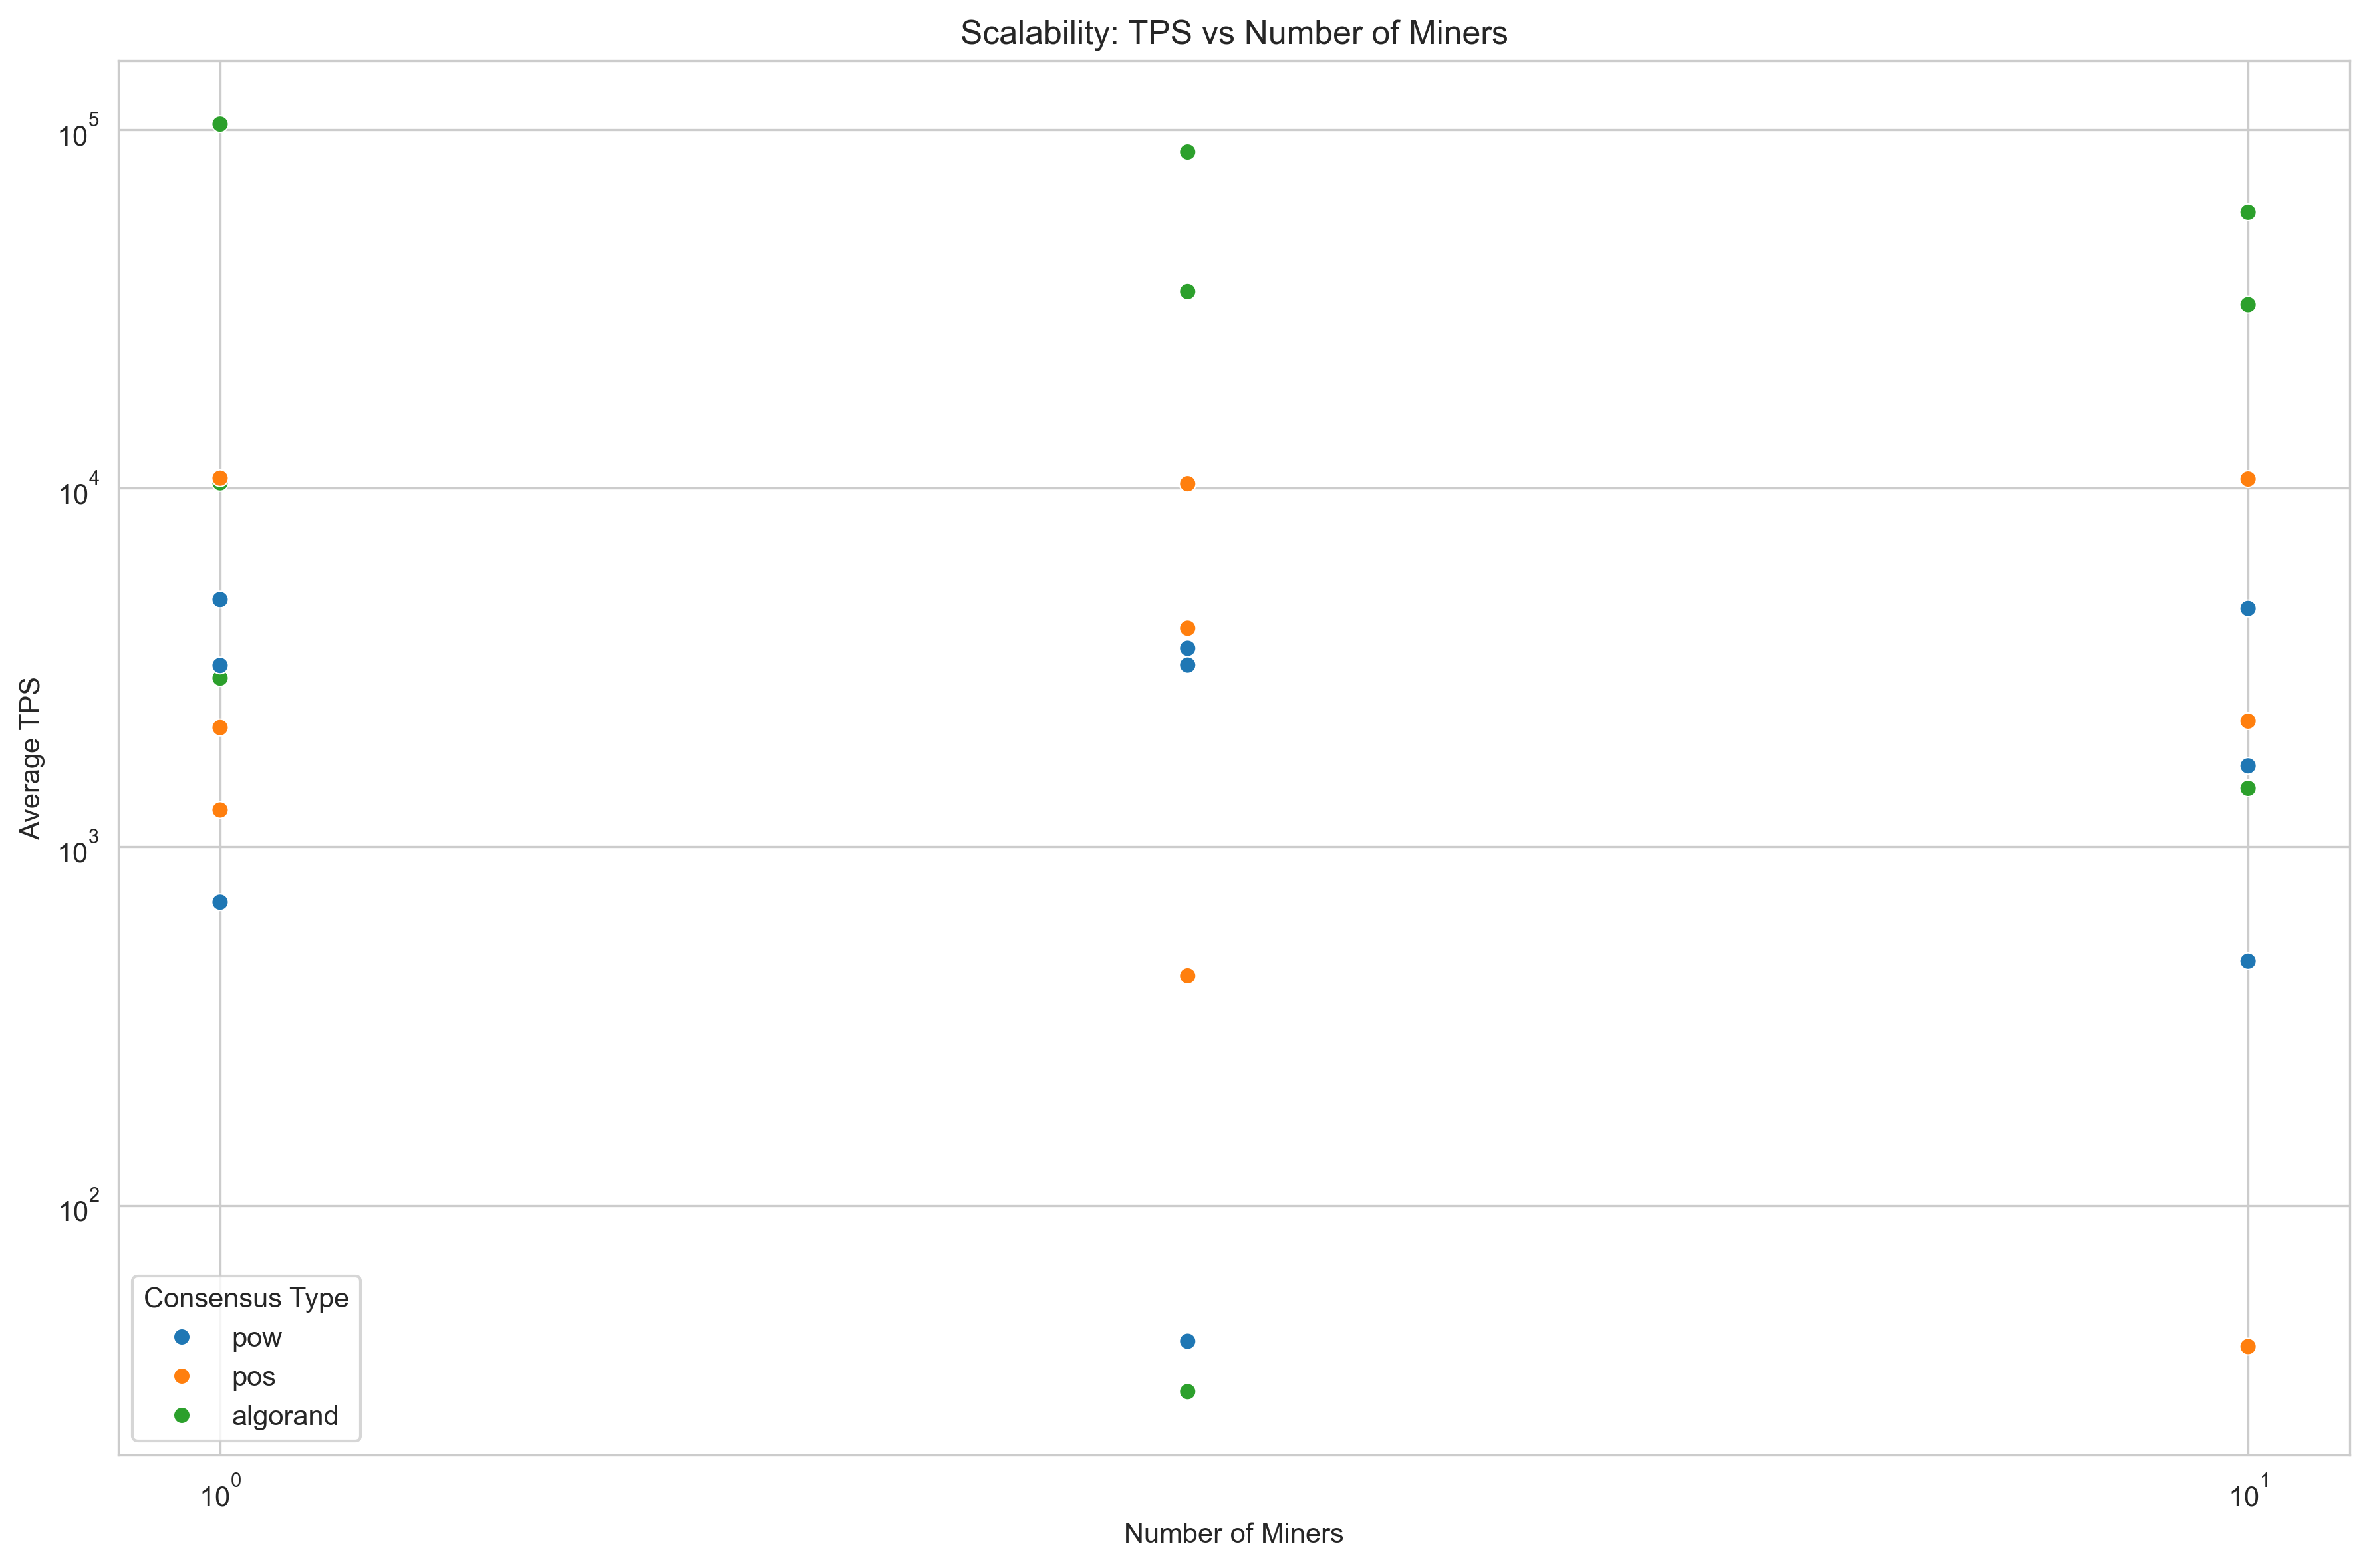 Scalability: TPS vs Number of Miners
Average TPS
10^5
10^4
10^3
10^2
Consensus Type
pow
pos
algorand
10^0
10^1
Number of Miners